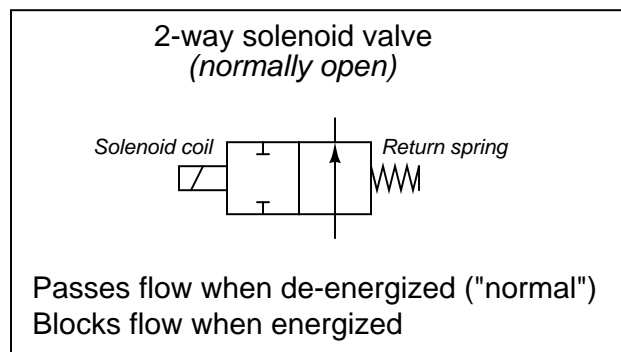 2-way solenoid valve
(normally open)
Solenoid coil
Return spring
Passes flow when de-energized ("normal")
Blocks flow when energized